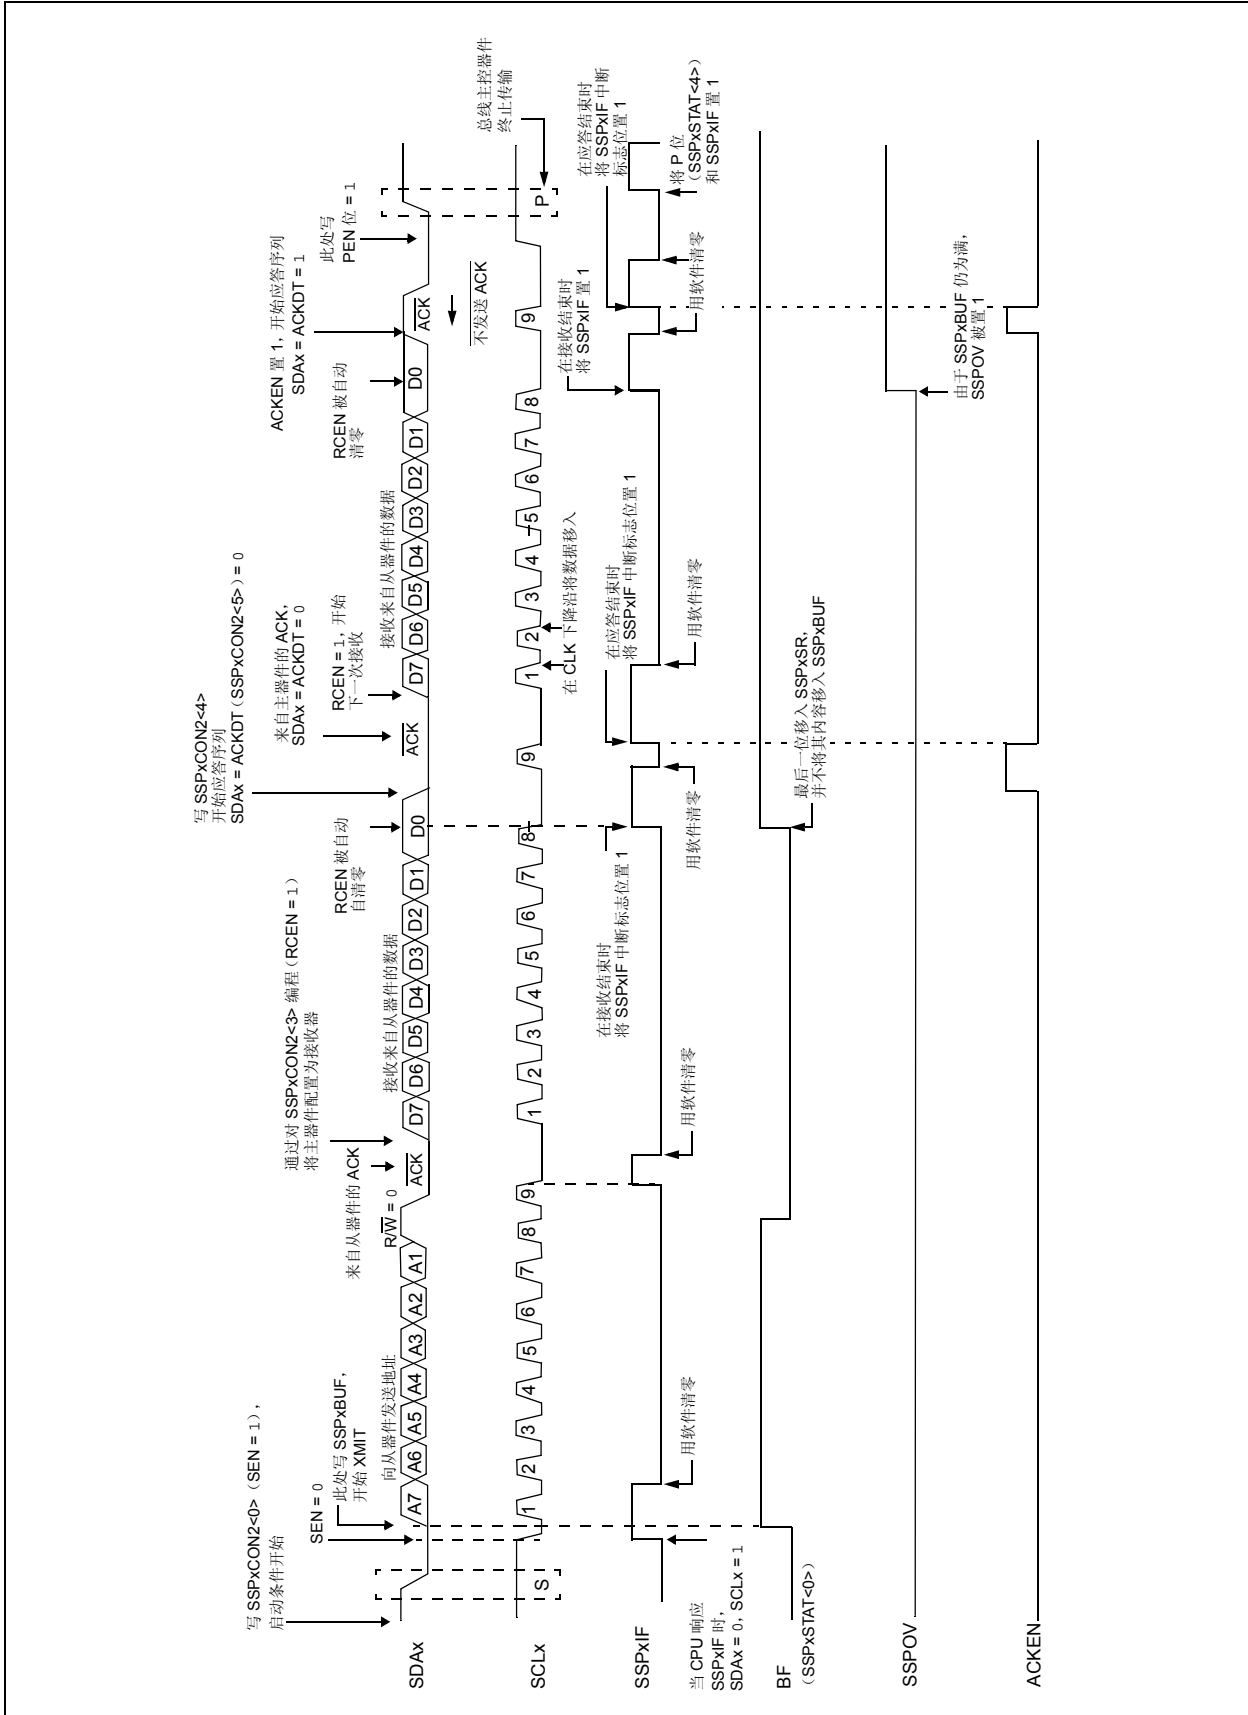 写 SSPxCON2<0>（SEN = 1），
启动条件开始
SEN = 0
此处写 SSPxBUF，
开始 XMIT
向从器件发送地址
R/W = 0
来自从器件的 ACK
通过对 SSPxCON2<3> 编程（RCEN = 1）
将主器件配置为接收器
接收来自从器件的数据
RCEN 被自动
自清零
写 SSPxCON2<4>
开始应答序列
SDAx = ACKDT（SSPxCON2<5>）= 0
来自主器件的 ACK，
SDAx = ACKDT = 0
RCEN = 1，开始
下一次接收
接收来自从器件的数据
RCEN 被自动
清零
ACKEN 置 1，开始应答序列
SDAx = ACKDT = 1
此处写
PEN 位 = 1
SDAx
A7 A6 A5 A4 A3 A2 A1
ACK
D7 D6 D5 D4 D3 D2 D1 D0
ACK
D7 D6 D5 D4 D3 D2 D1 D0
ACK
不发送 ACK
总线主控器件
终止传输
SCLx
S
1 2 3 4 5 6 7 8 9
1 2 3 4 5 6 7 8 9
1 2 3 4 5 6 7 8 9
P
在 CLK 下降沿将数据移入
SSPxIF
当 CPU 响应
SSPxIF 时，
SDAx = 0, SCLx = 1
用软件清零
用软件清零
在接收结束时
将 SSPxIF 中断标志位置 1
用软件清零
在应答结束时
将 SSPxIF 中断标志位置 1
用软件清零
在接收结束时
将 SSPxIF 置 1
用软件清零
在应答结束时
将 SSPxIF 中断
标志位置 1
将 P 位
（SSPxSTAT<4>）
和 SSPxIF 置 1
BF
（SSPxSTAT<0>）
最后一位移入 SSPxSR，
并不将其内容移入 SSPxBUF
SSPOV
由于 SSPxBUF 仍为满，
SSPOV 被置 1
ACKEN